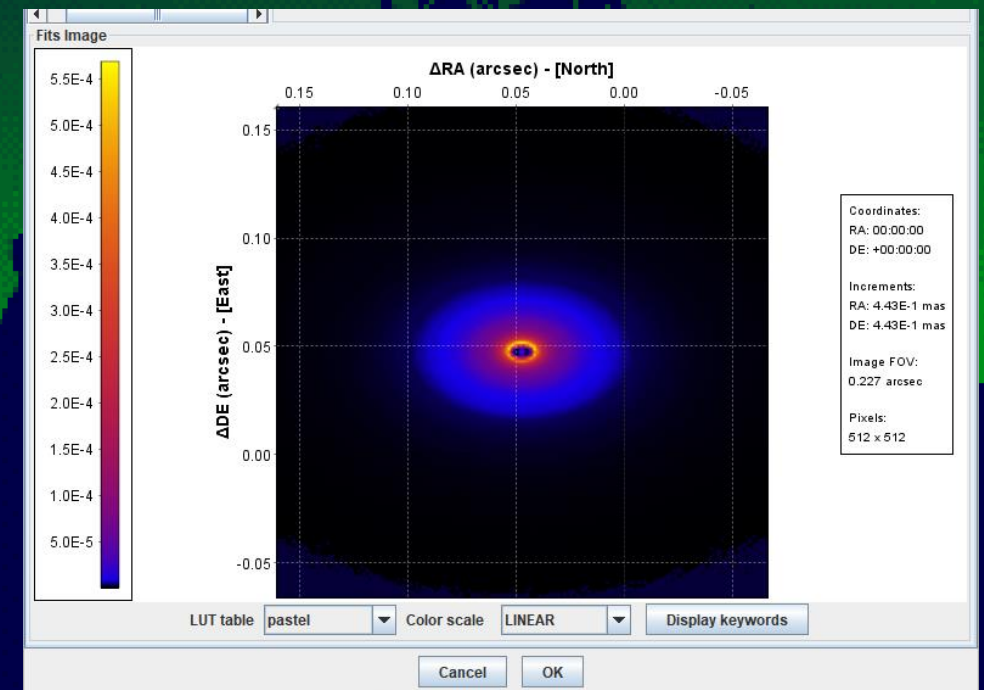 Fits Image
ΔRA (arcsec) - [North]
0.15 0.10 0.05 0.00 -0.05
5.5E-4
5.0E-4
4.5E-4
4.0E-4
3.5E-4
3.0E-4
2.5E-4
2.0E-4
1.5E-4
1.0E-4
5.0E-5
ΔDE (arcsec) - [East]
0.15
0.10
0.05
0.00
-0.05
Coordinates:
RA: 00:00:00
DE: +00:00:00
Increments:
RA: 4.43E-1 mas
DE: 4.43E-1 mas
Image FOV:
0.227 arcsec
Pixels:
512 x 512
LUT table pastel Color scale LINEAR Display keywords
Cancel OK